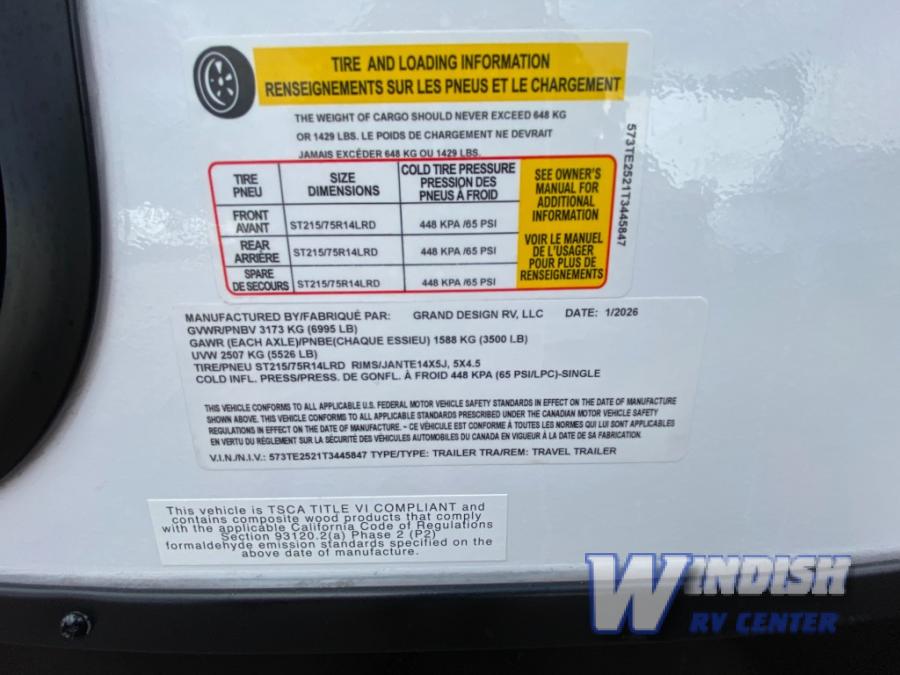 TIRE AND LOADING INFORMATION
RENSEIGNEMENTS SUR LES PNEUS ET LE CHARGEMENT
THE WEIGHT OF CARGO SHOULD NEVER EXCEED 648 KG
OR 1429 LBS. LE POIDS DE CHARGEMENT NE DEVRAIT
JAMAIS EXCÉDER 648 KG OU 1429 LBS.
TIRE
PNEU
SIZE
DIMENSIONS
COLD TIRE PRESSURE
PRESSION DES
PNEUS À FROID
FRONT
AVANT
ST215/75R14LRD
448 KPA /65 PSI
REAR
ARRIÈRE
ST215/75R14LRD
448 KPA /65 PSI
SPARE
DE SECOURS
ST215/75R14LRD
448 KPA /65 PSI
SEE OWNER'S
MANUAL FOR
ADDITIONAL
INFORMATION
VOIR LE MANUEL
DE L'USAGER
POUR PLUS DE
RENSEIGNEMENTS
573TE2521T3445847
MANUFACTURED BY/FABRIQUÉ PAR: GRAND DESIGN RV, LLC DATE: 1/2026
GVWR/PNBV 3173 KG (6995 LB)
GAWR (EACH AXLE)/PNBE(CHAQUE ESSIEU) 1588 KG (3500 LB)
UVW 2507 KG (5526 LB)
TIRE/PNEU ST215/75R14LRD RIMS/JANTE14X5J, 5X4.5
COLD INFL. PRESS/PRESS. DE GONFL. À FROID 448 KPA (65 PSI/LPC)-SINGLE
THIS VEHICLE CONFORMS TO ALL APPLICABLE U.S. FEDERAL MOTOR VEHICLE SAFETY STANDARDS IN EFFECT ON THE DATE OF MANUFACTURE
SHOWN ABOVE. THIS VEHICLE CONFORMS TO ALL APPLICABLE STANDARDS PRESCRIBED UNDER THE CANADIAN MOTOR VEHICLE SAFETY
REGULATIONS IN EFFECT ON THE DATE OF MANUFACTURE. - CE VÉHICULE EST CONFORME À TOUTES LES NORMES QUI LUI SONT APPLICABLES
EN VERTU DU RÈGLEMENT SUR LA SÉCURITÉ DES VÉHICULES AUTOMOBILES DU CANADA EN VIGUEUR À LA DATE DE SA FABRICATION.
V.I.N./N.I.V.: 573TE2521T3445847 TYPE/TYPE: TRAILER TRA/REM: TRAVEL TRAILER
This vehicle is TSCA TITLE VI COMPLIANT and
contains composite wood products that comply
with the applicable California Code of Regulations
Section 93120.2(a) Phase 2 (P2)
formaldehyde emission standards specified on the
above date of manufacture.
WINDISH
RV CENTER